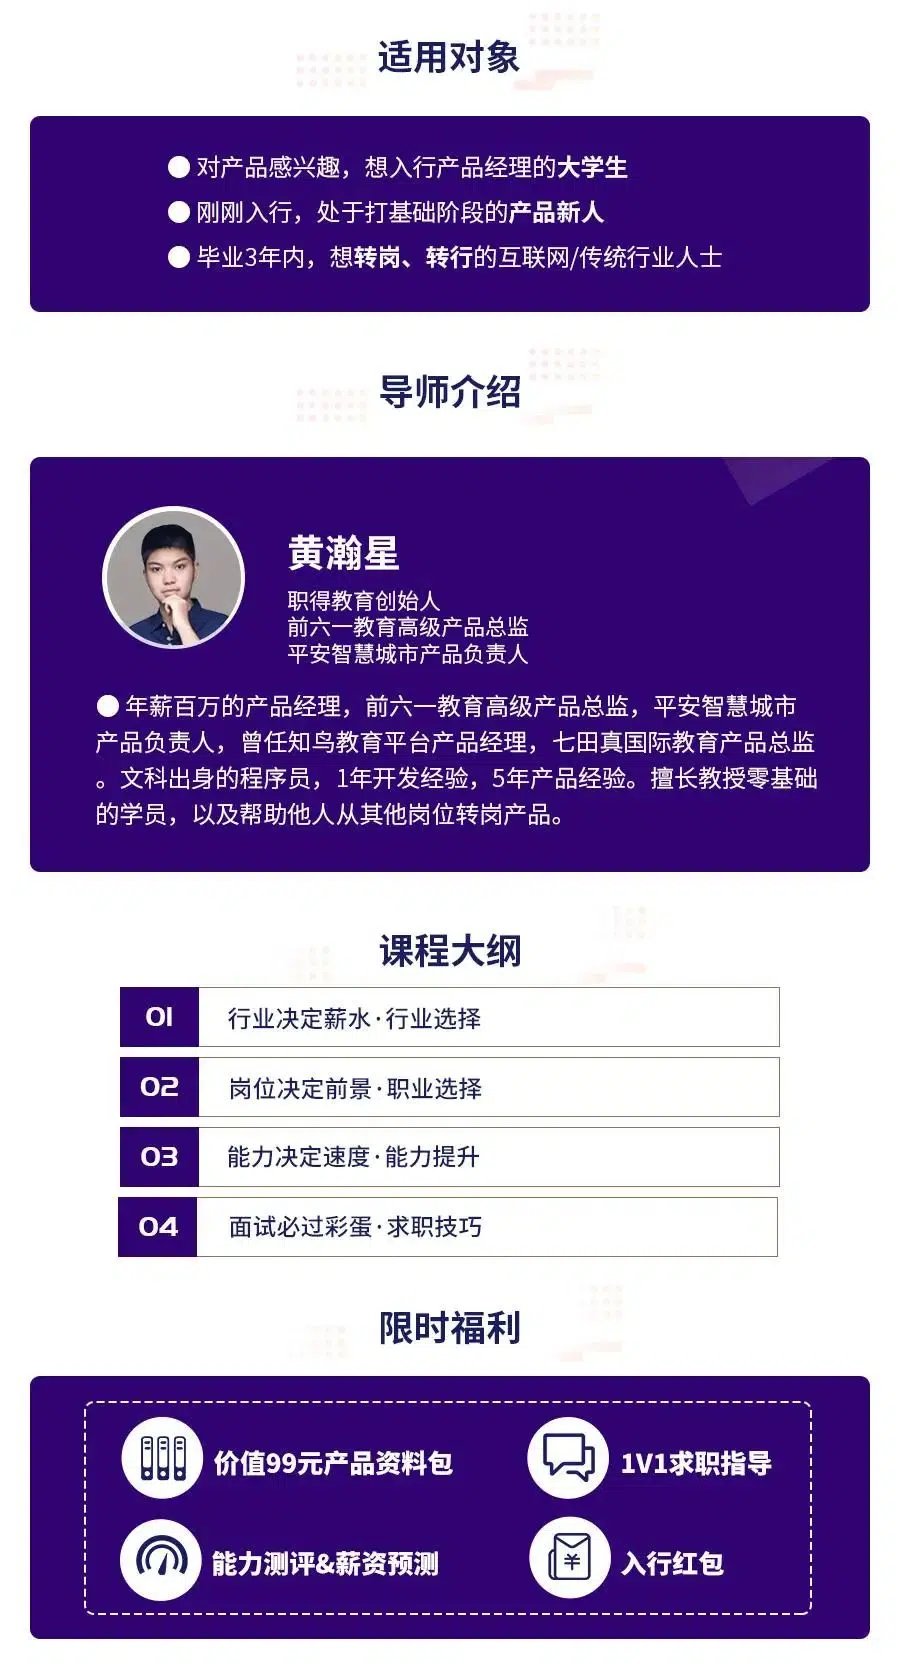 适用对象
● 对产品感兴趣，想入行产品经理的大学生
● 刚刚入行，处于打基础阶段的产品新人
● 毕业3年内，想转岗、转行的互联网/传统行业人士
导师介绍
黄瀚星
职得教育创始人
前六一教育高级产品总监
平安智慧城市产品负责人
● 年薪百万的产品经理，前六一教育高级产品总监，平安智慧城市
产品负责人，曾任知鸟教育平台产品经理，七田真国际教育产品总监
。文科出身的程序员，1年开发经验，5年产品经验。擅长教授零基础
的学员，以及帮助他人从其他岗位转岗产品。
课程大纲
01 行业决定薪水·行业选择
02 岗位决定前景·职业选择
03 能力决定速度·能力提升
04 面试必过彩蛋·求职技巧
限时福利
价值99元产品资料包
1V1求职指导
能力测评&薪资预测
入行红包